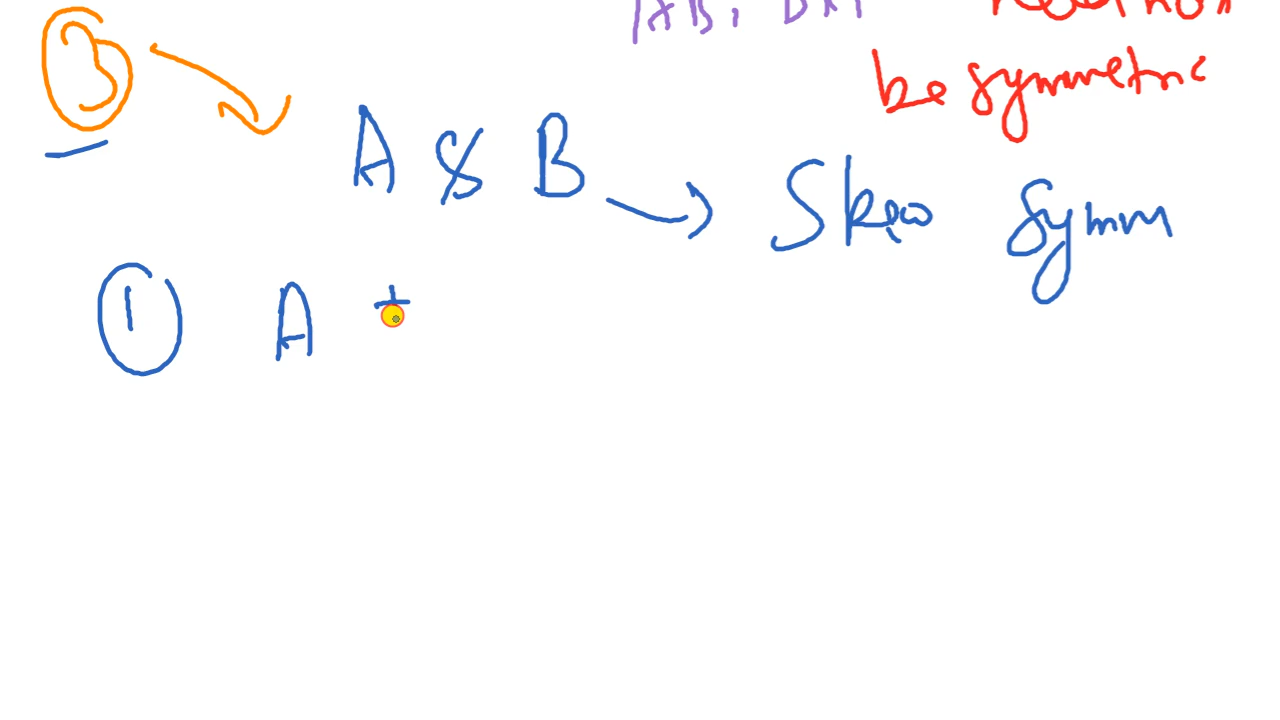 be symmetric
3
A & B → Skew Symm
1 A +